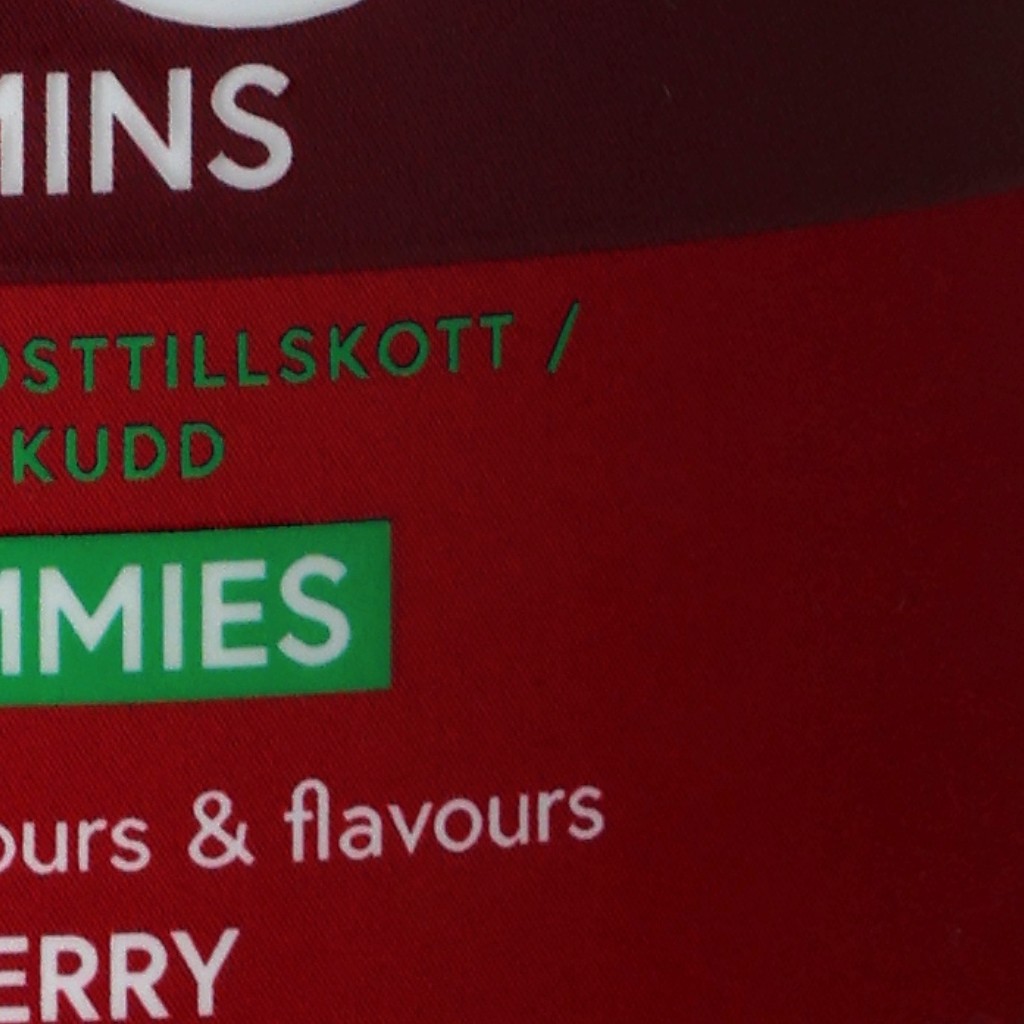 MINS
OSTTILLSKOTT /
KUDD
MMIES
ours & flavours
ERRY